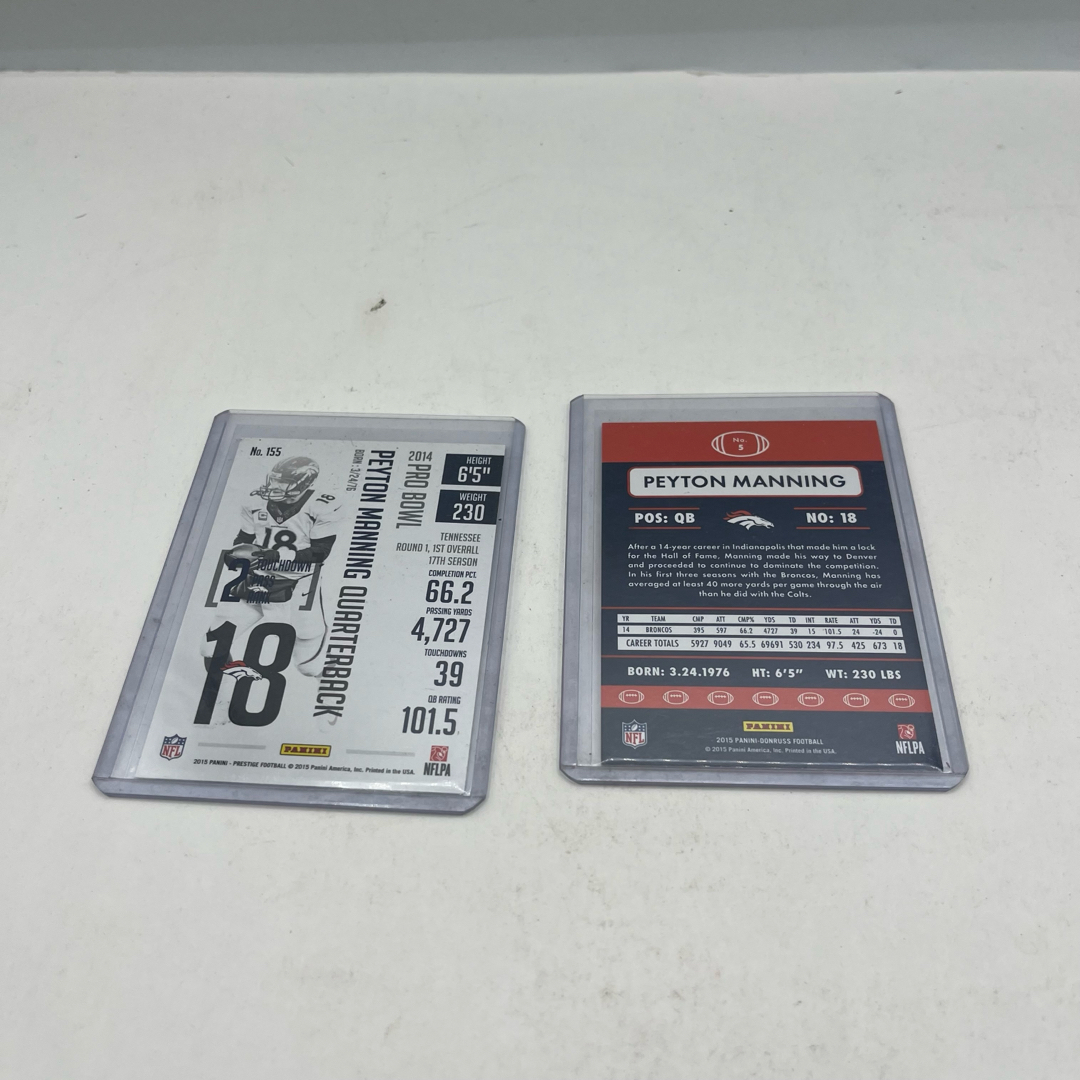 No. 155
HEIGHT
6'5"
WEIGHT
230
2014 PRO BOWL
PEYTON MANNING QUARTERBACK
BORN: 3/24/76
TENNESSEE
ROUND 1, 1ST OVERALL
17TH SEASON
COMPLETION PCT.
66.2
PASSING YARDS
4,727
TOUCHDOWNS
39
QB RATING
101.5
18
18
TOUCHDOWN
18
NFL
PANINI
NFLPA
2015 PANINI - PRESTIGE FOOTBALL © 2015 Panini America, Inc. Printed in the USA.
No.
5
PEYTON MANNING
POS: QB
NO: 18
After a 14-year career in Indianapolis that made him a lock
for the Hall of Fame, Manning made his way to Denver
and proceeded to continue to dominate the competition.
In his first three seasons with the Broncos, Manning has
averaged at least 40 more yards per game through the air
than he did with the Colts.
YR TEAM CMP ATT CMP% YDS TD INT RATE ATT YDS TD
14 BRONCOS 395 597 66.2 4727 39 15 101.5 24 -24 0
CAREER TOTALS 5927 9049 65.5 69691 530 234 97.5 425 673 18
BORN: 3.24.1976 HT: 6'5" WT: 230 LBS
NFL
PANINI
NFLPA
2015 PANINI-DONRUSS FOOTBALL
© 2015 Panini America, Inc. Printed in the USA.